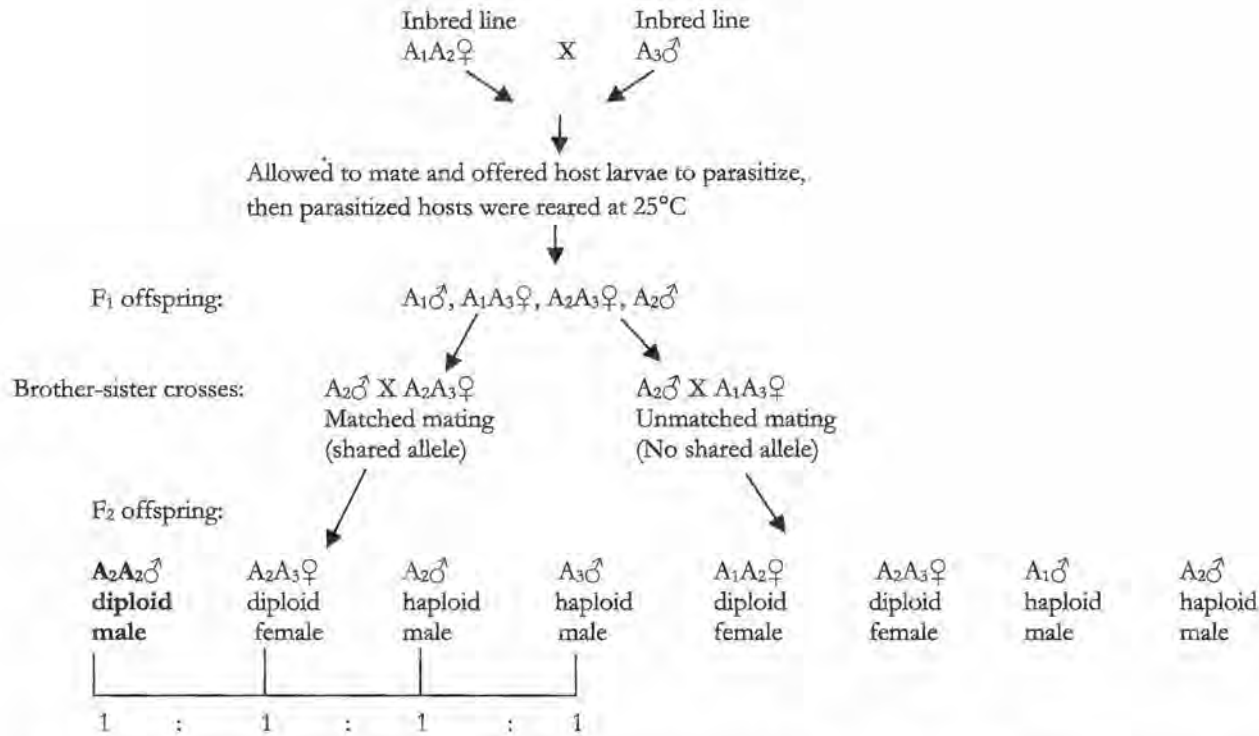 Inbred line Inbred line
A₁A₂♀ X A₃♂
Allowed to mate and offered host larvae to parasitize,
then parasitized hosts were reared at 25°C
F₁ offspring: A₁♂, A₁A₃♀, A₂A₃♀, A₂♂
Brother-sister crosses: A₂♂ X A₂A₃♀ A₂♂ X A₁A₃♀
Matched mating Unmatched mating
(shared allele) (No shared allele)
F₂ offspring:
A₂A₂♂ A₂A₃♀ A₂♂ A₃♂ A₁A₂♀ A₂A₃♀ A₁♂ A₂♂
diploid diploid haploid haploid diploid diploid haploid haploid
male female male male female female male male
1 : 1 : 1 : 1